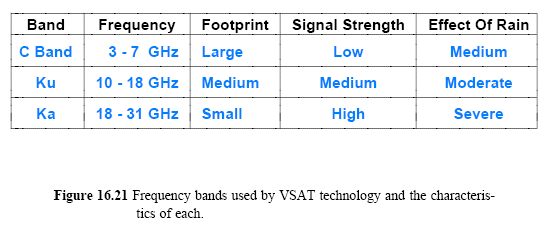 Band Frequency Footprint Signal Strength Effect Of Rain
C Band 3 - 7 GHz Large Low Medium
Ku 10 - 18 GHz Medium Medium Moderate
Ka 18 - 31 GHz Small High Severe
Figure 16.21 Frequency bands used by VSAT technology and the characteris-
tics of each.